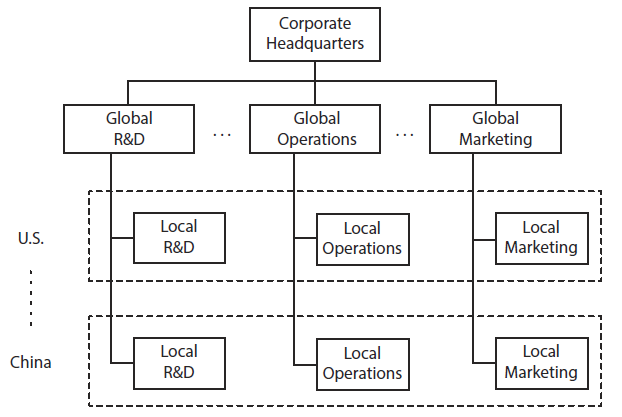 Corporate
Headquarters
Global
R&D
...
Global
Operations
...
Global
Marketing
U.S.
Local
R&D
Local
Operations
Local
Marketing
China
Local
R&D
Local
Operations
Local
Marketing